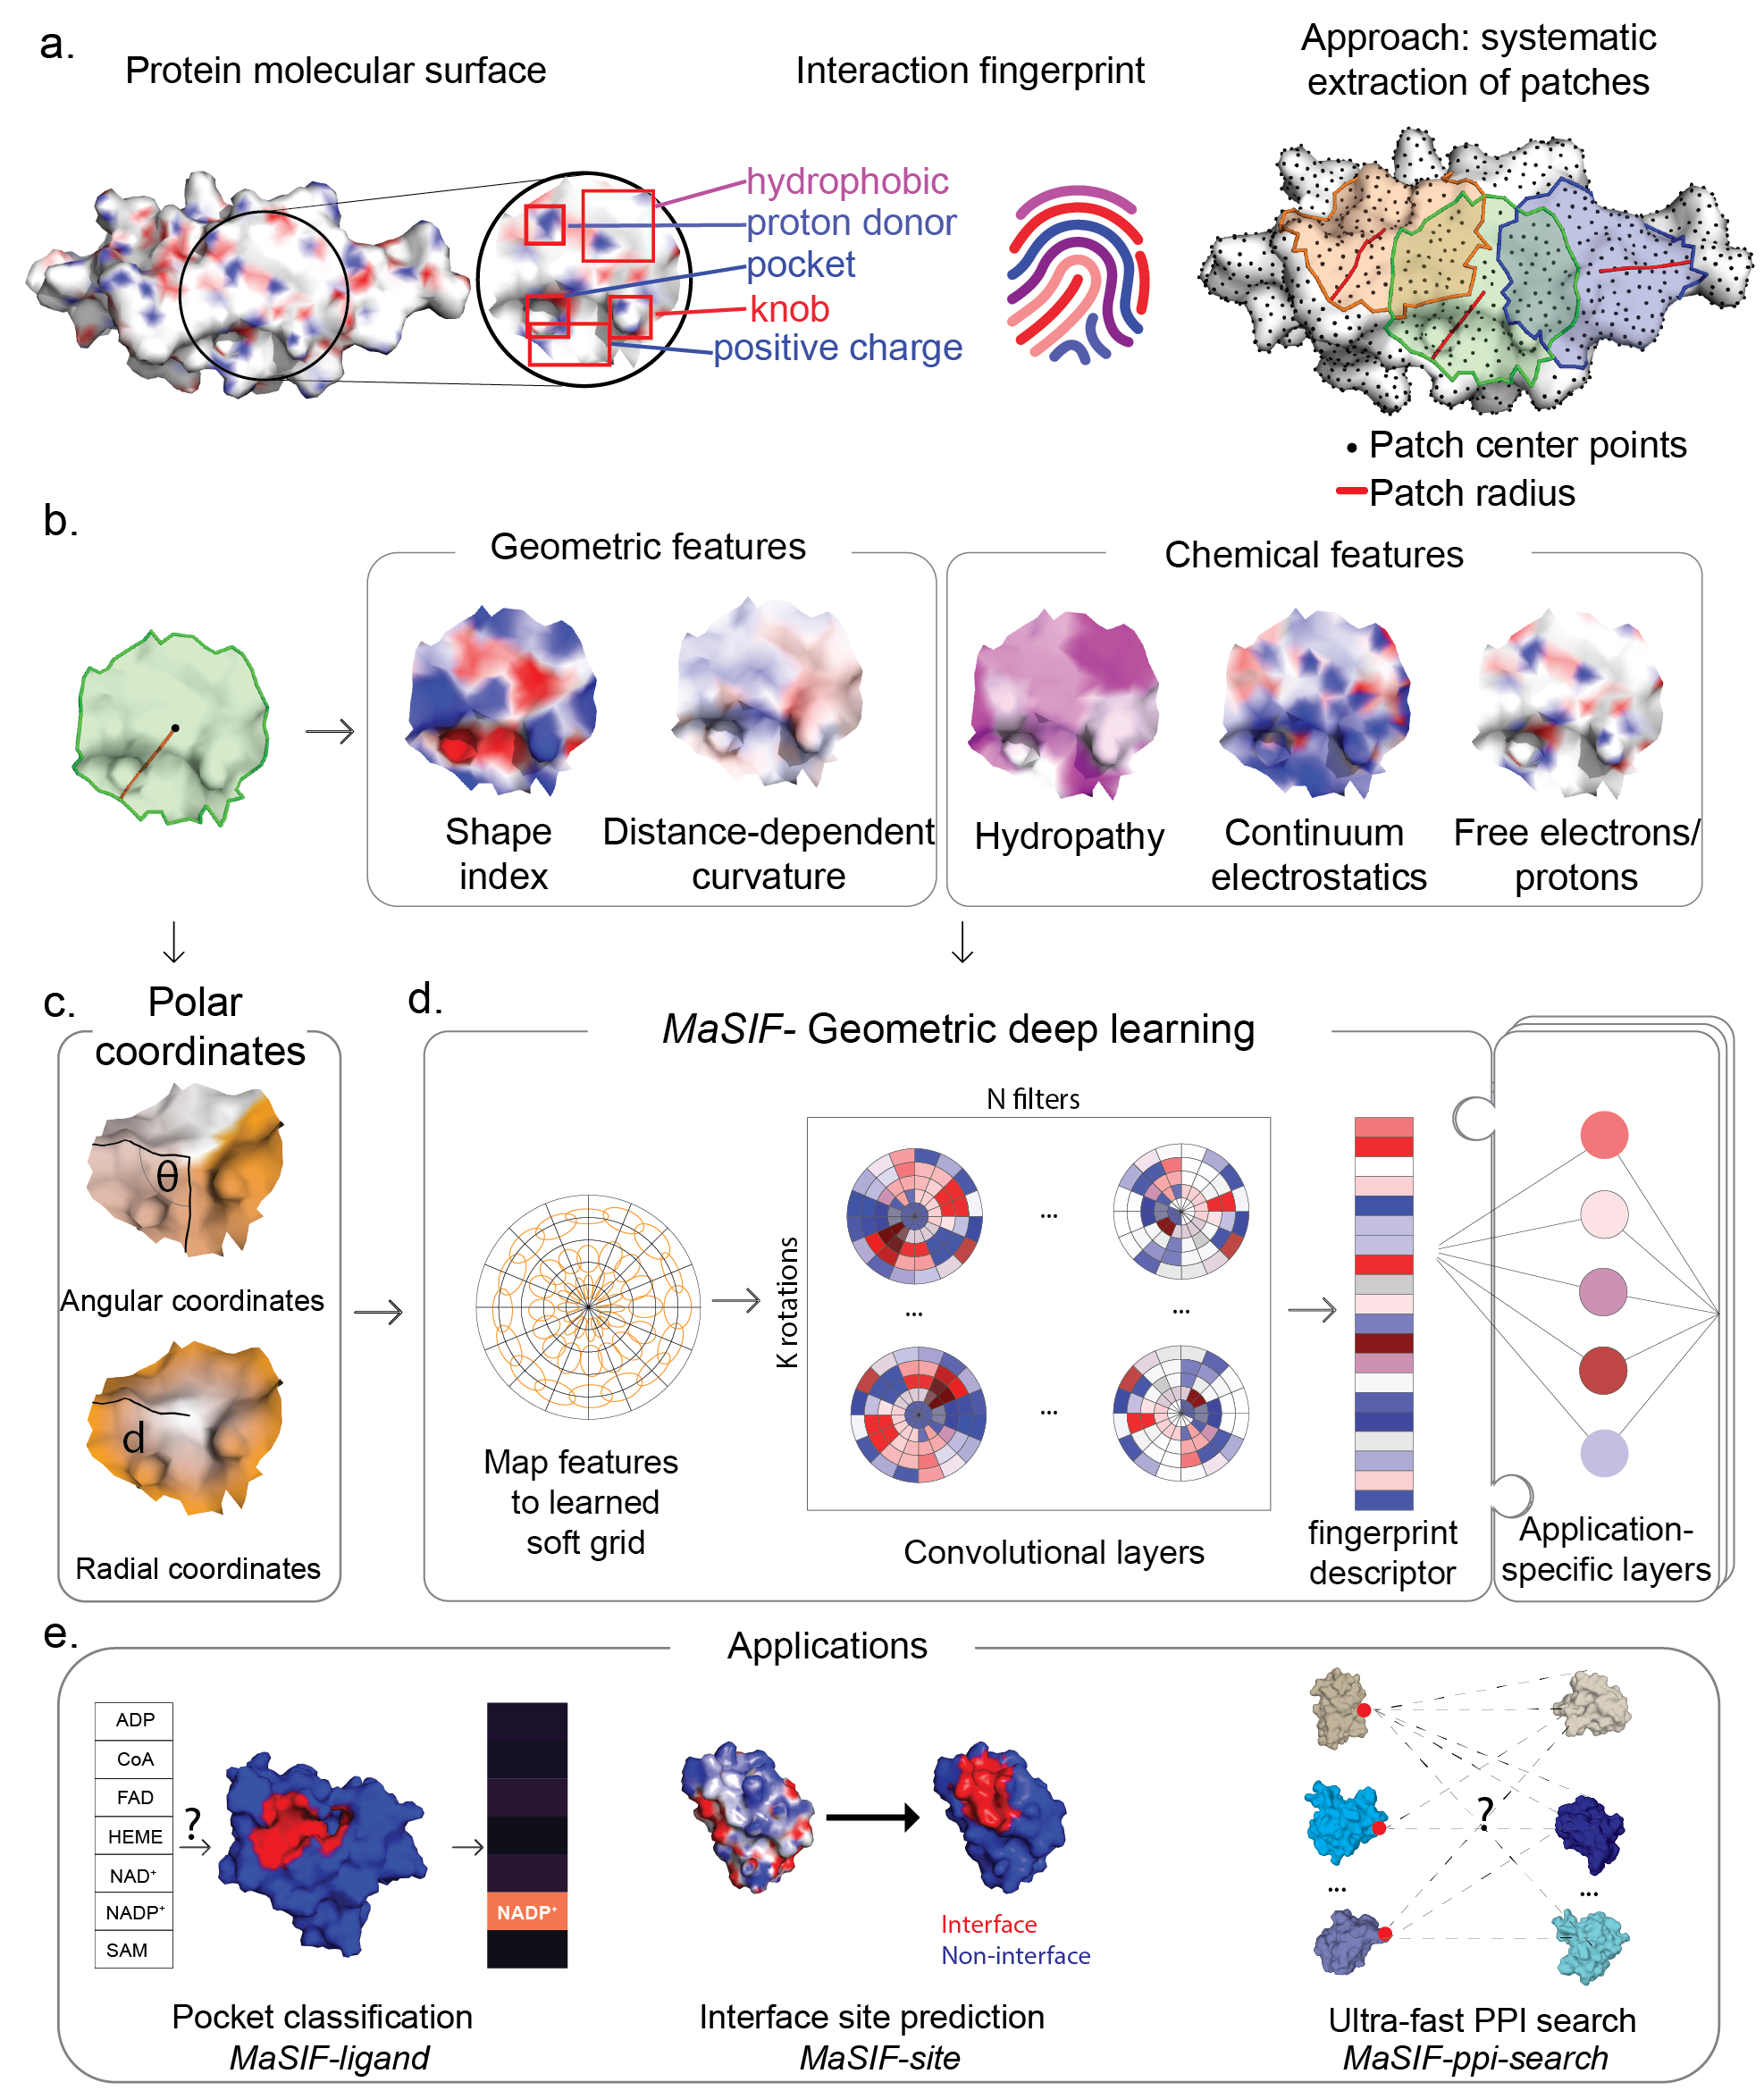 a.
Protein molecular surface
Interaction fingerprint
Approach: systematic
extraction of patches
hydrophobic
proton donor
pocket
knob
positive charge
Patch center points
Patch radius
b.
Geometric features
Chemical features
Shape
index
Distance-dependent
curvature
Hydropathy
Continuum
electrostatics
Free electrons/
protons
c.
Polar
coordinates
θ
Angular coordinates
d
Radial coordinates
d.
MaSIF- Geometric deep learning
N filters
K rotations
...
...
...
...
Map features
to learned
soft grid
Convolutional layers
fingerprint
descriptor
Application-
specific layers
e.
Applications
ADP
CoA
FAD
HEME
NAD⁺
NADP⁺
SAM
?
NADP⁺
Pocket classification
MaSIF-ligand
Interface
Non-interface
Interface site prediction
MaSIF-site
?
...
...
Ultra-fast PPI search
MaSIF-ppi-search